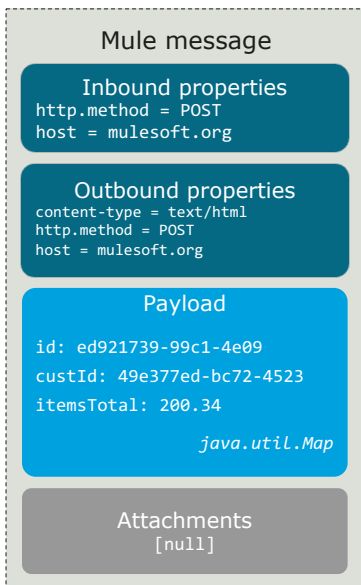 Mule message
Inbound properties
http.method = POST
host = mulesoft.org
Outbound properties
content-type = text/html
http.method = POST
host = mulesoft.org
Payload
id: ed921739-99c1-4e09
custId: 49e377ed-bc72-4523
itemsTotal: 200.34
java.util.Map
Attachments
[null]